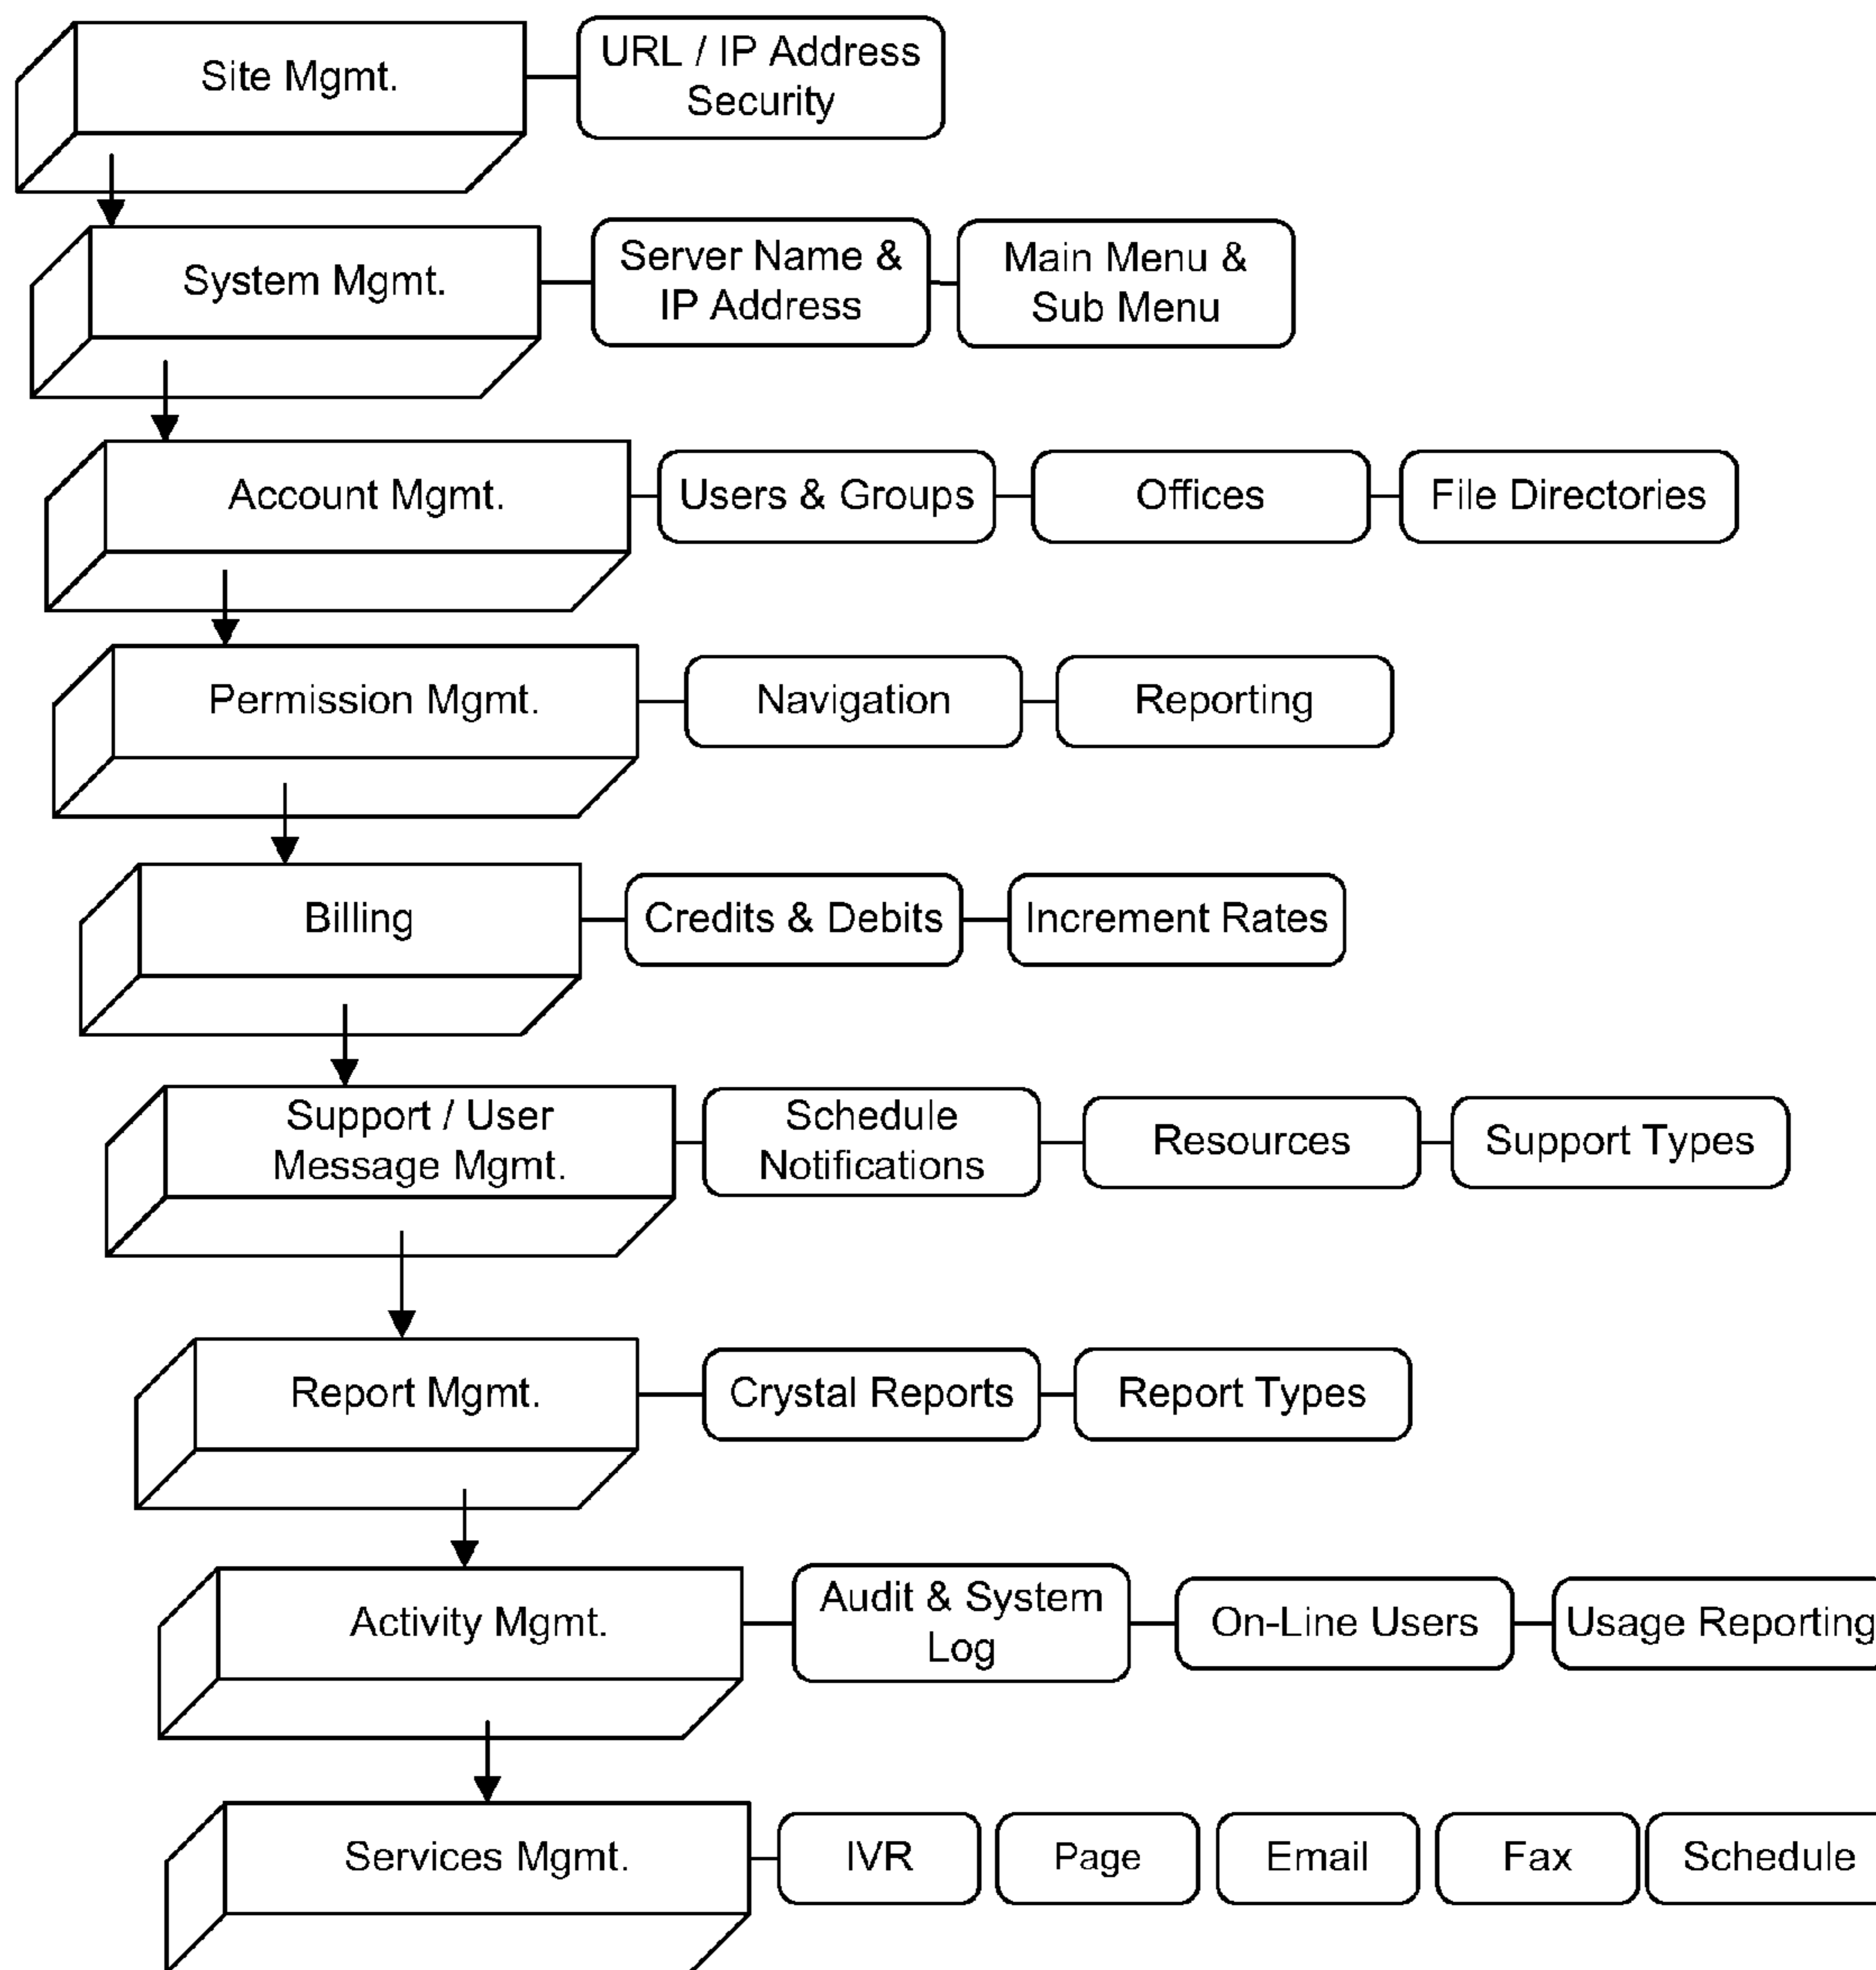 Site Mgmt.
URL / IP Address
Security
System Mgmt.
Server Name &
IP Address
Main Menu &
Sub Menu
Account Mgmt.
Users & Groups
Offices
File Directories
Permission Mgmt.
Navigation
Reporting
Billing
Credits & Debits
Increment Rates
Support / User
Message Mgmt.
Schedule
Notifications
Resources
Support Types
Report Mgmt.
Crystal Reports
Report Types
Activity Mgmt.
Audit & System
Log
On-Line Users
Usage Reporting
Services Mgmt.
IVR
Page
Email
Fax
Schedule